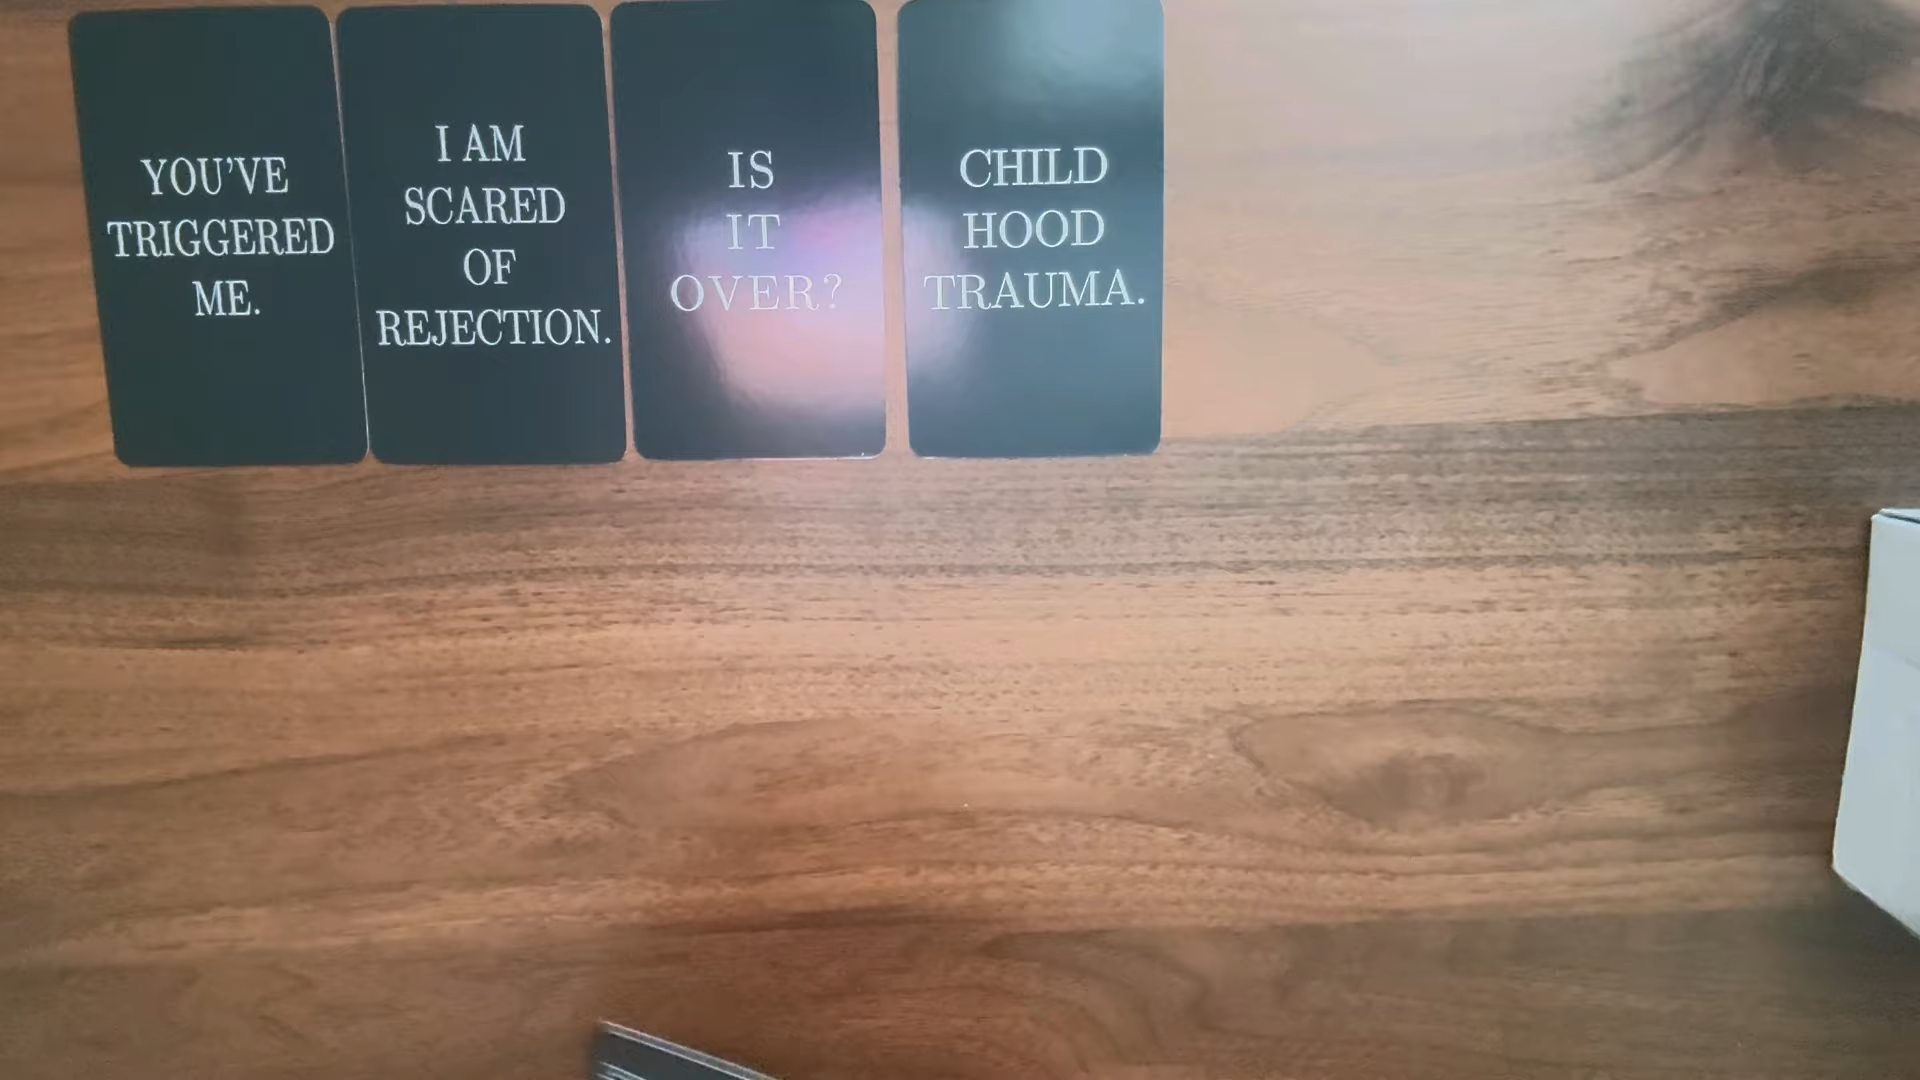 YOU'VE
TRIGGERED
ME.
I AM
SCARED
OF
REJECTION.
IS
IT
OVER?
CHILD
HOOD
TRAUMA.